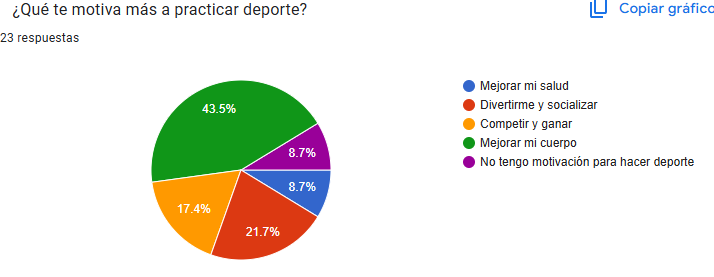 ¿Qué te motiva más a practicar deporte?
Copiar gráfico
23 respuestas
43.5%
8.7%
8.7%
17.4%
21.7%
Mejorar mi salud
Divertirme y socializar
Competir y ganar
Mejorar mi cuerpo
No tengo motivación para hacer deporte